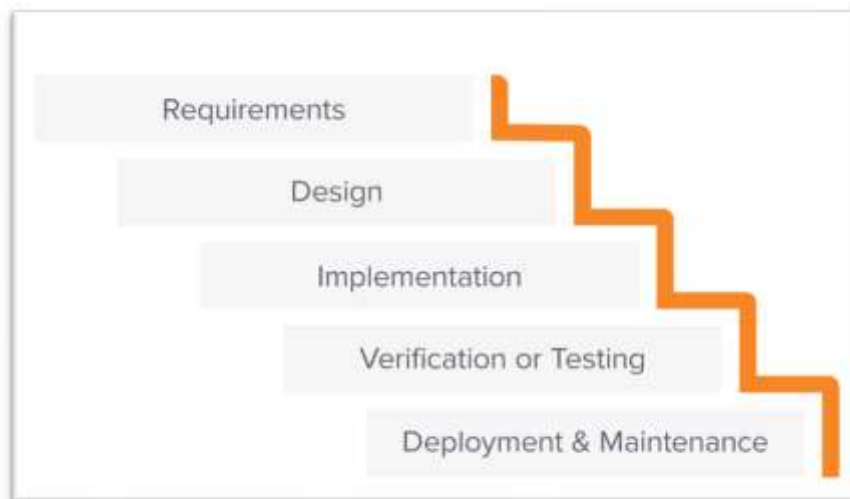 Requirements
Design
Implementation
Verification or Testing
Deployment & Maintenance